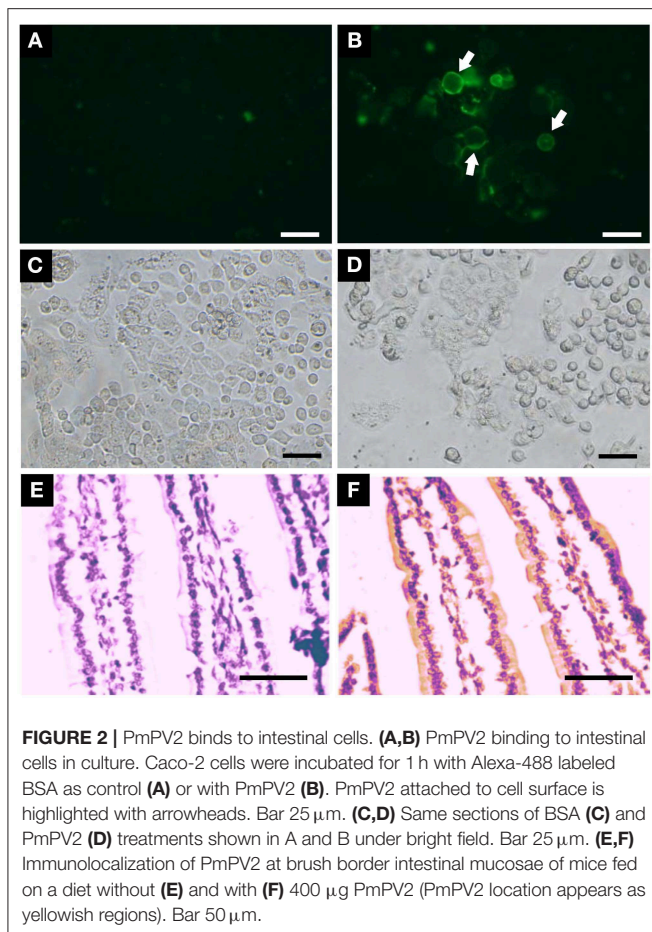 A
B
C
D
E
F
FIGURE 2 | PmPV2 binds to intestinal cells. (A,B) PmPV2 binding to intestinal
cells in culture. Caco-2 cells were incubated for 1 h with Alexa-488 labeled
BSA as control (A) or with PmPV2 (B). PmPV2 attached to cell surface is
highlighted with arrowheads. Bar 25 μm. (C,D) Same sections of BSA (C) and
PmPV2 (D) treatments shown in A and B under bright field. Bar 25 μm. (E,F)
Immunolocalization of PmPV2 at brush border intestinal mucosae of mice fed
on a diet without (E) and with (F) 400 μg PmPV2 (PmPV2 location appears as
yellowish regions). Bar 50 μm.